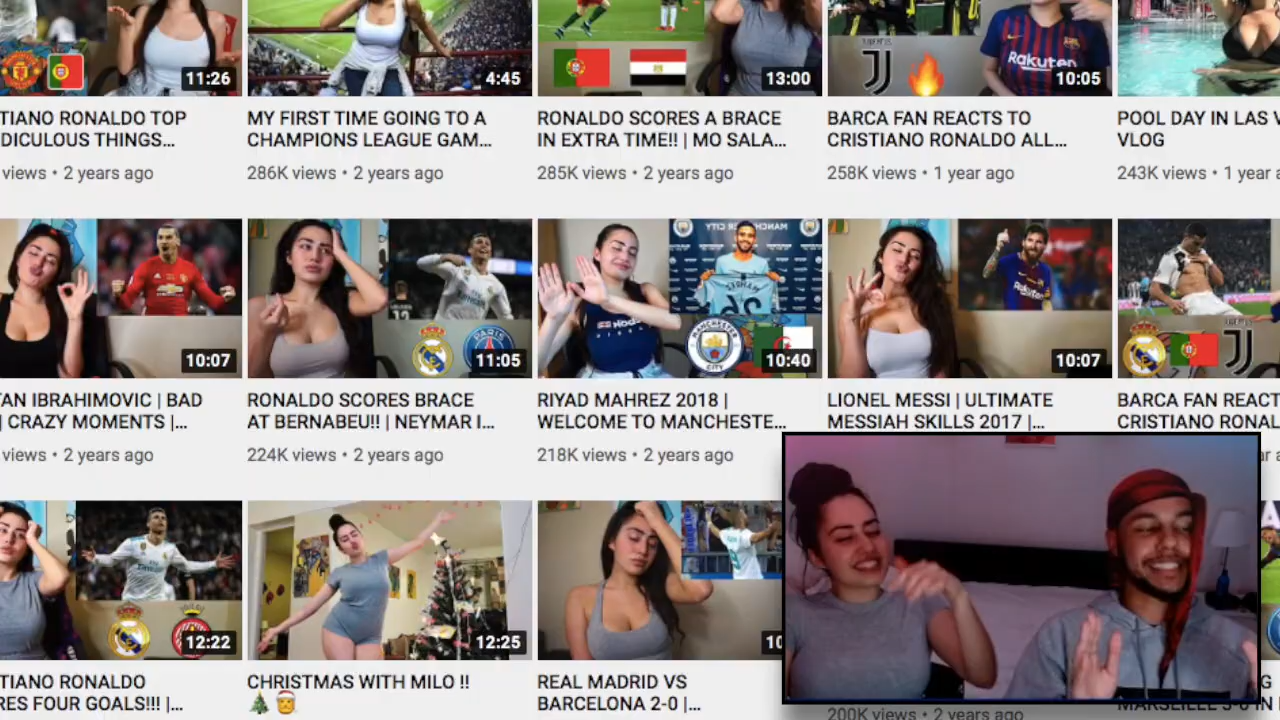 11:26
4:45
13:00
Rakuten
10:05
TIANO RONALDO TOP
DICULOUS THINGS...
views • 2 years ago
MY FIRST TIME GOING TO A
CHAMPIONS LEAGUE GAM...
286K views • 2 years ago
RONALDO SCORES A BRACE
IN EXTRA TIME!! | MO SALA...
285K views • 2 years ago
BARCA FAN REACTS TO
CRISTIANO RONALDO ALL...
258K views • 1 year ago
POOL DAY IN LAS V
VLOG
243K views • 1 year a
10:07
11:05
MANCHESTER
CITY
10:40
Rakuten
10:07
TAN IBRAHIMOVIC | BAD
| CRAZY MOMENTS |...
views • 2 years ago
RONALDO SCORES BRACE
AT BERNABEU!! | NEYMAR I...
224K views • 2 years ago
RIYAD MAHREZ 2018 |
WELCOME TO MANCHESTE...
218K views • 2 years ago
LIONEL MESSI | ULTIMATE
MESSIAH SKILLS 2017 |...
BARCA FAN REACT
CRISTIANO RONAL
12:22
12:25
10
TIANO RONALDO
RES FOUR GOALS!!! |...
CHRISTMAS WITH MILO !!
🎄🎅
REAL MADRID VS
BARCELONA 2-0 |...
200K views • 2 years ago